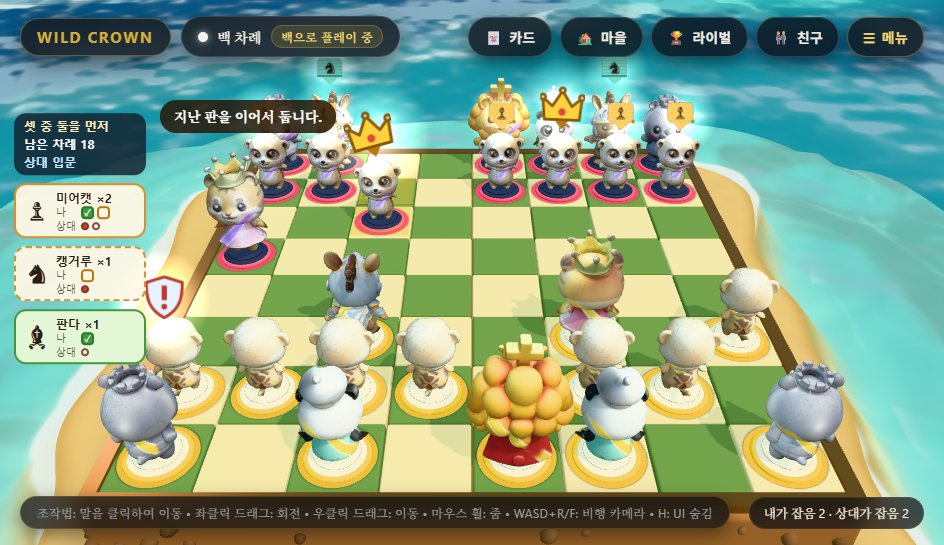 WILD CROWN
백 차례
백으로 플레이 중
카드
마을
라이벌
친구
메뉴
지난 판을 이어서 둡니다.
셋 중 둘을 먼저
남은 차례 18
상대 입문
미어캣 ×2
나
상대
캥거루 ×1
나
상대
판다 ×1
나
상대
조작법: 말을 클릭하여 이동 • 좌클릭 드래그: 회전 • 우클릭 드래그: 이동 • 마우스 휠: 줌 • WASD+R/F: 비행 카메라 • H: UI 숨김
내가 잡음 2 · 상대가 잡음 2